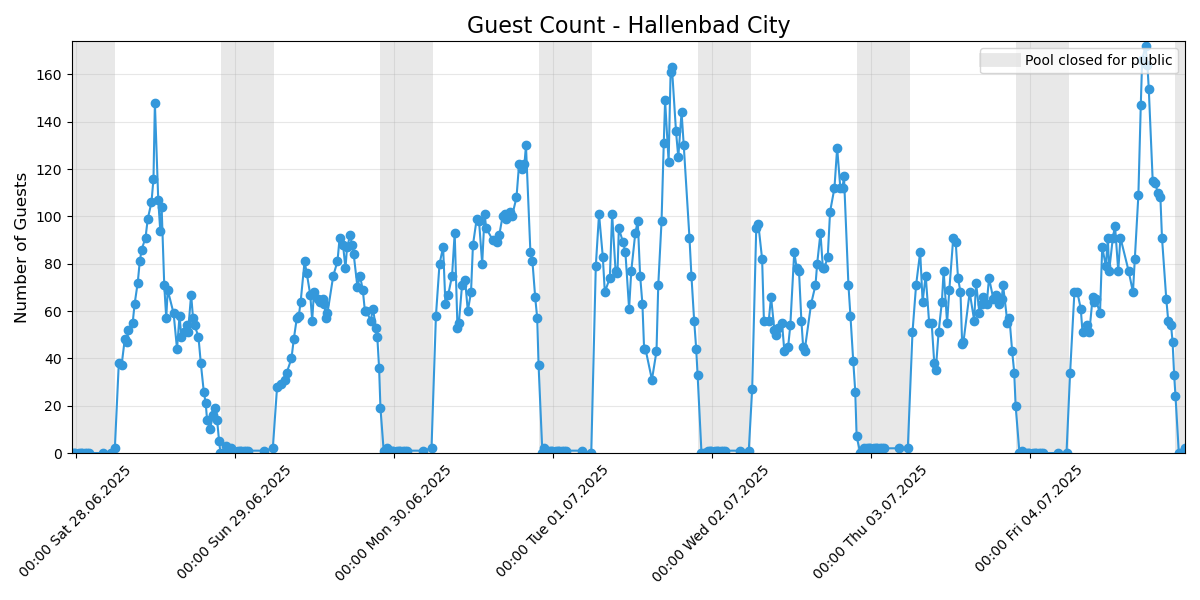 Guest Count - Hallenbad City
Pool closed for public
Number of Guests
160
140
120
100
80
60
40
20
0
00:00 Sat 28.06.2025
00:00 Sun 29.06.2025
00:00 Mon 30.06.2025
00:00 Tue 01.07.2025
00:00 Wed 02.07.2025
00:00 Thu 03.07.2025
00:00 Fri 04.07.2025